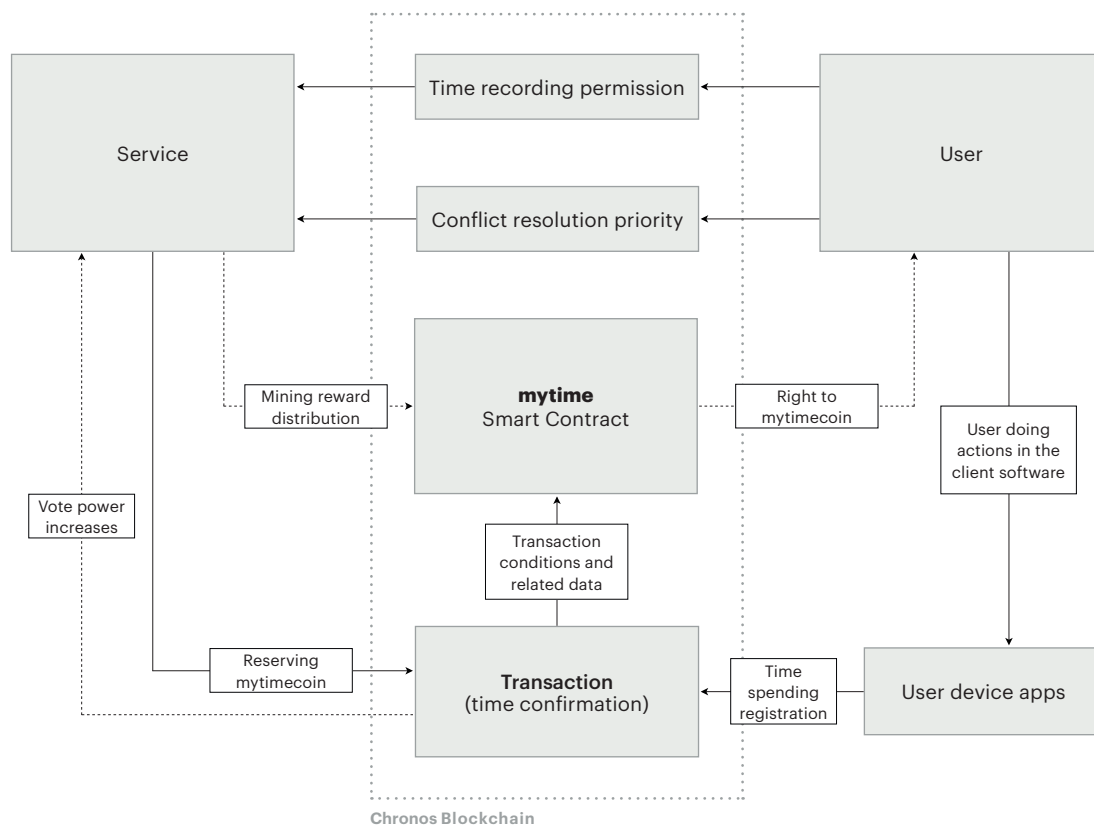 Time recording permission
Service
User
Conflict resolution priority
mytime
Smart Contract
Mining reward
distribution
Right to
mytimecoin
User doing
actions in the
client software
Vote power
increases
Transaction
conditions and
related data
Reserving
mytimecoin
Transaction
(time confirmation)
Time
spending
registration
User device apps
Chronos Blockchain